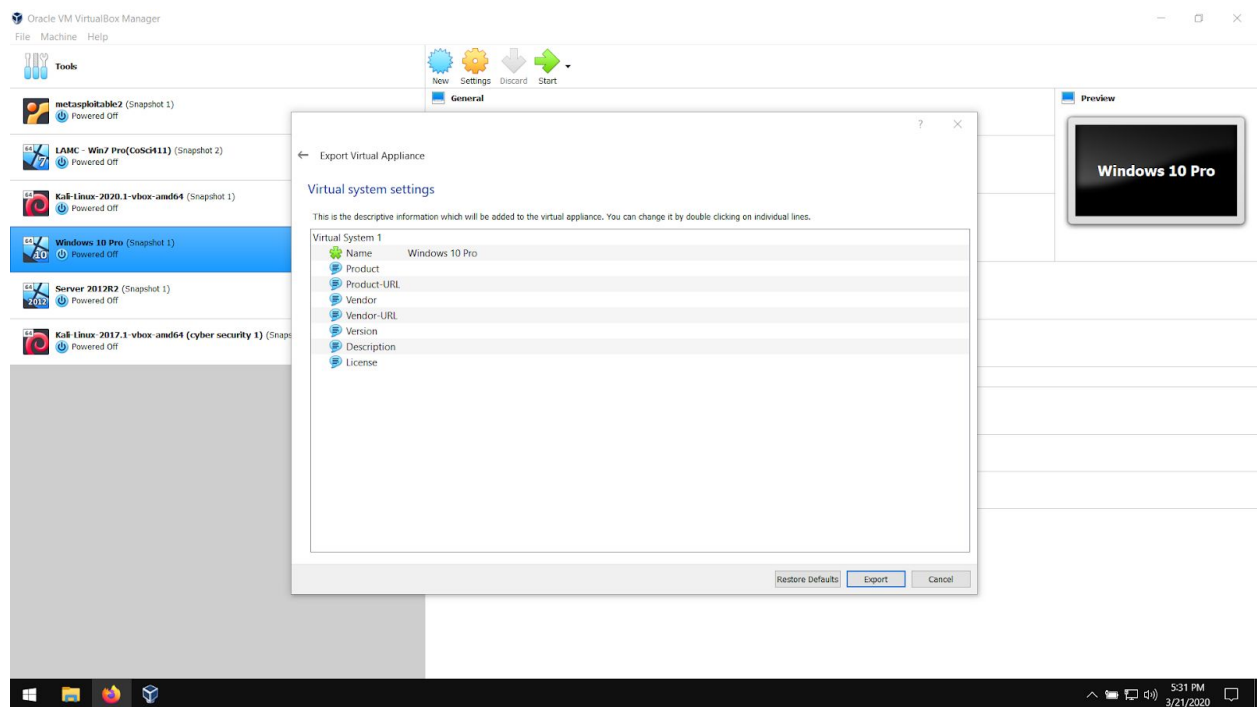 Oracle VM VirtualBox Manager
File Machine Help
Tools
New Settings Discard Start
metasploitable2 (Snapshot 1)
Powered Off
LAMC - Win7 Pro(CoSci411) (Snapshot 2)
Powered Off
Kali-Linux-2020.1-vbox-amd64 (Snapshot 1)
Powered Off
Windows 10 Pro (Snapshot 1)
Powered Off
Server 2012R2 (Snapshot 1)
Powered Off
Kali-Linux-2017.1-vbox-amd64 (cyber security 1) (Snaps
Powered Off
General
Preview
Windows 10 Pro
Export Virtual Appliance
Virtual system settings
This is the descriptive information which will be added to the virtual appliance. You can change it by double clicking on individual lines.
Virtual System 1
Name Windows 10 Pro
Product
Product-URL
Vendor
Vendor-URL
Version
Description
License
Restore Defaults Export Cancel
5:31 PM
3/21/2020